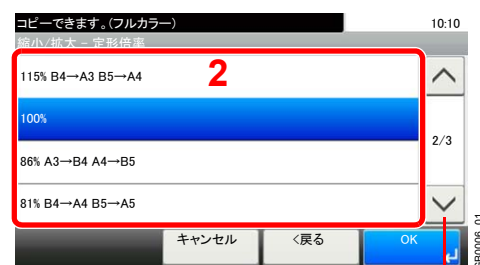 コピーできます。(フルカラー)
10:10
縮小/拡大 - 定形倍率
115% B4→A3 B5→A4
2
100%
2/3
86% A3→B4 A4→B5
81% B4→A4 B5→A5
キャンセル
<戻る
OK
GB0006_01